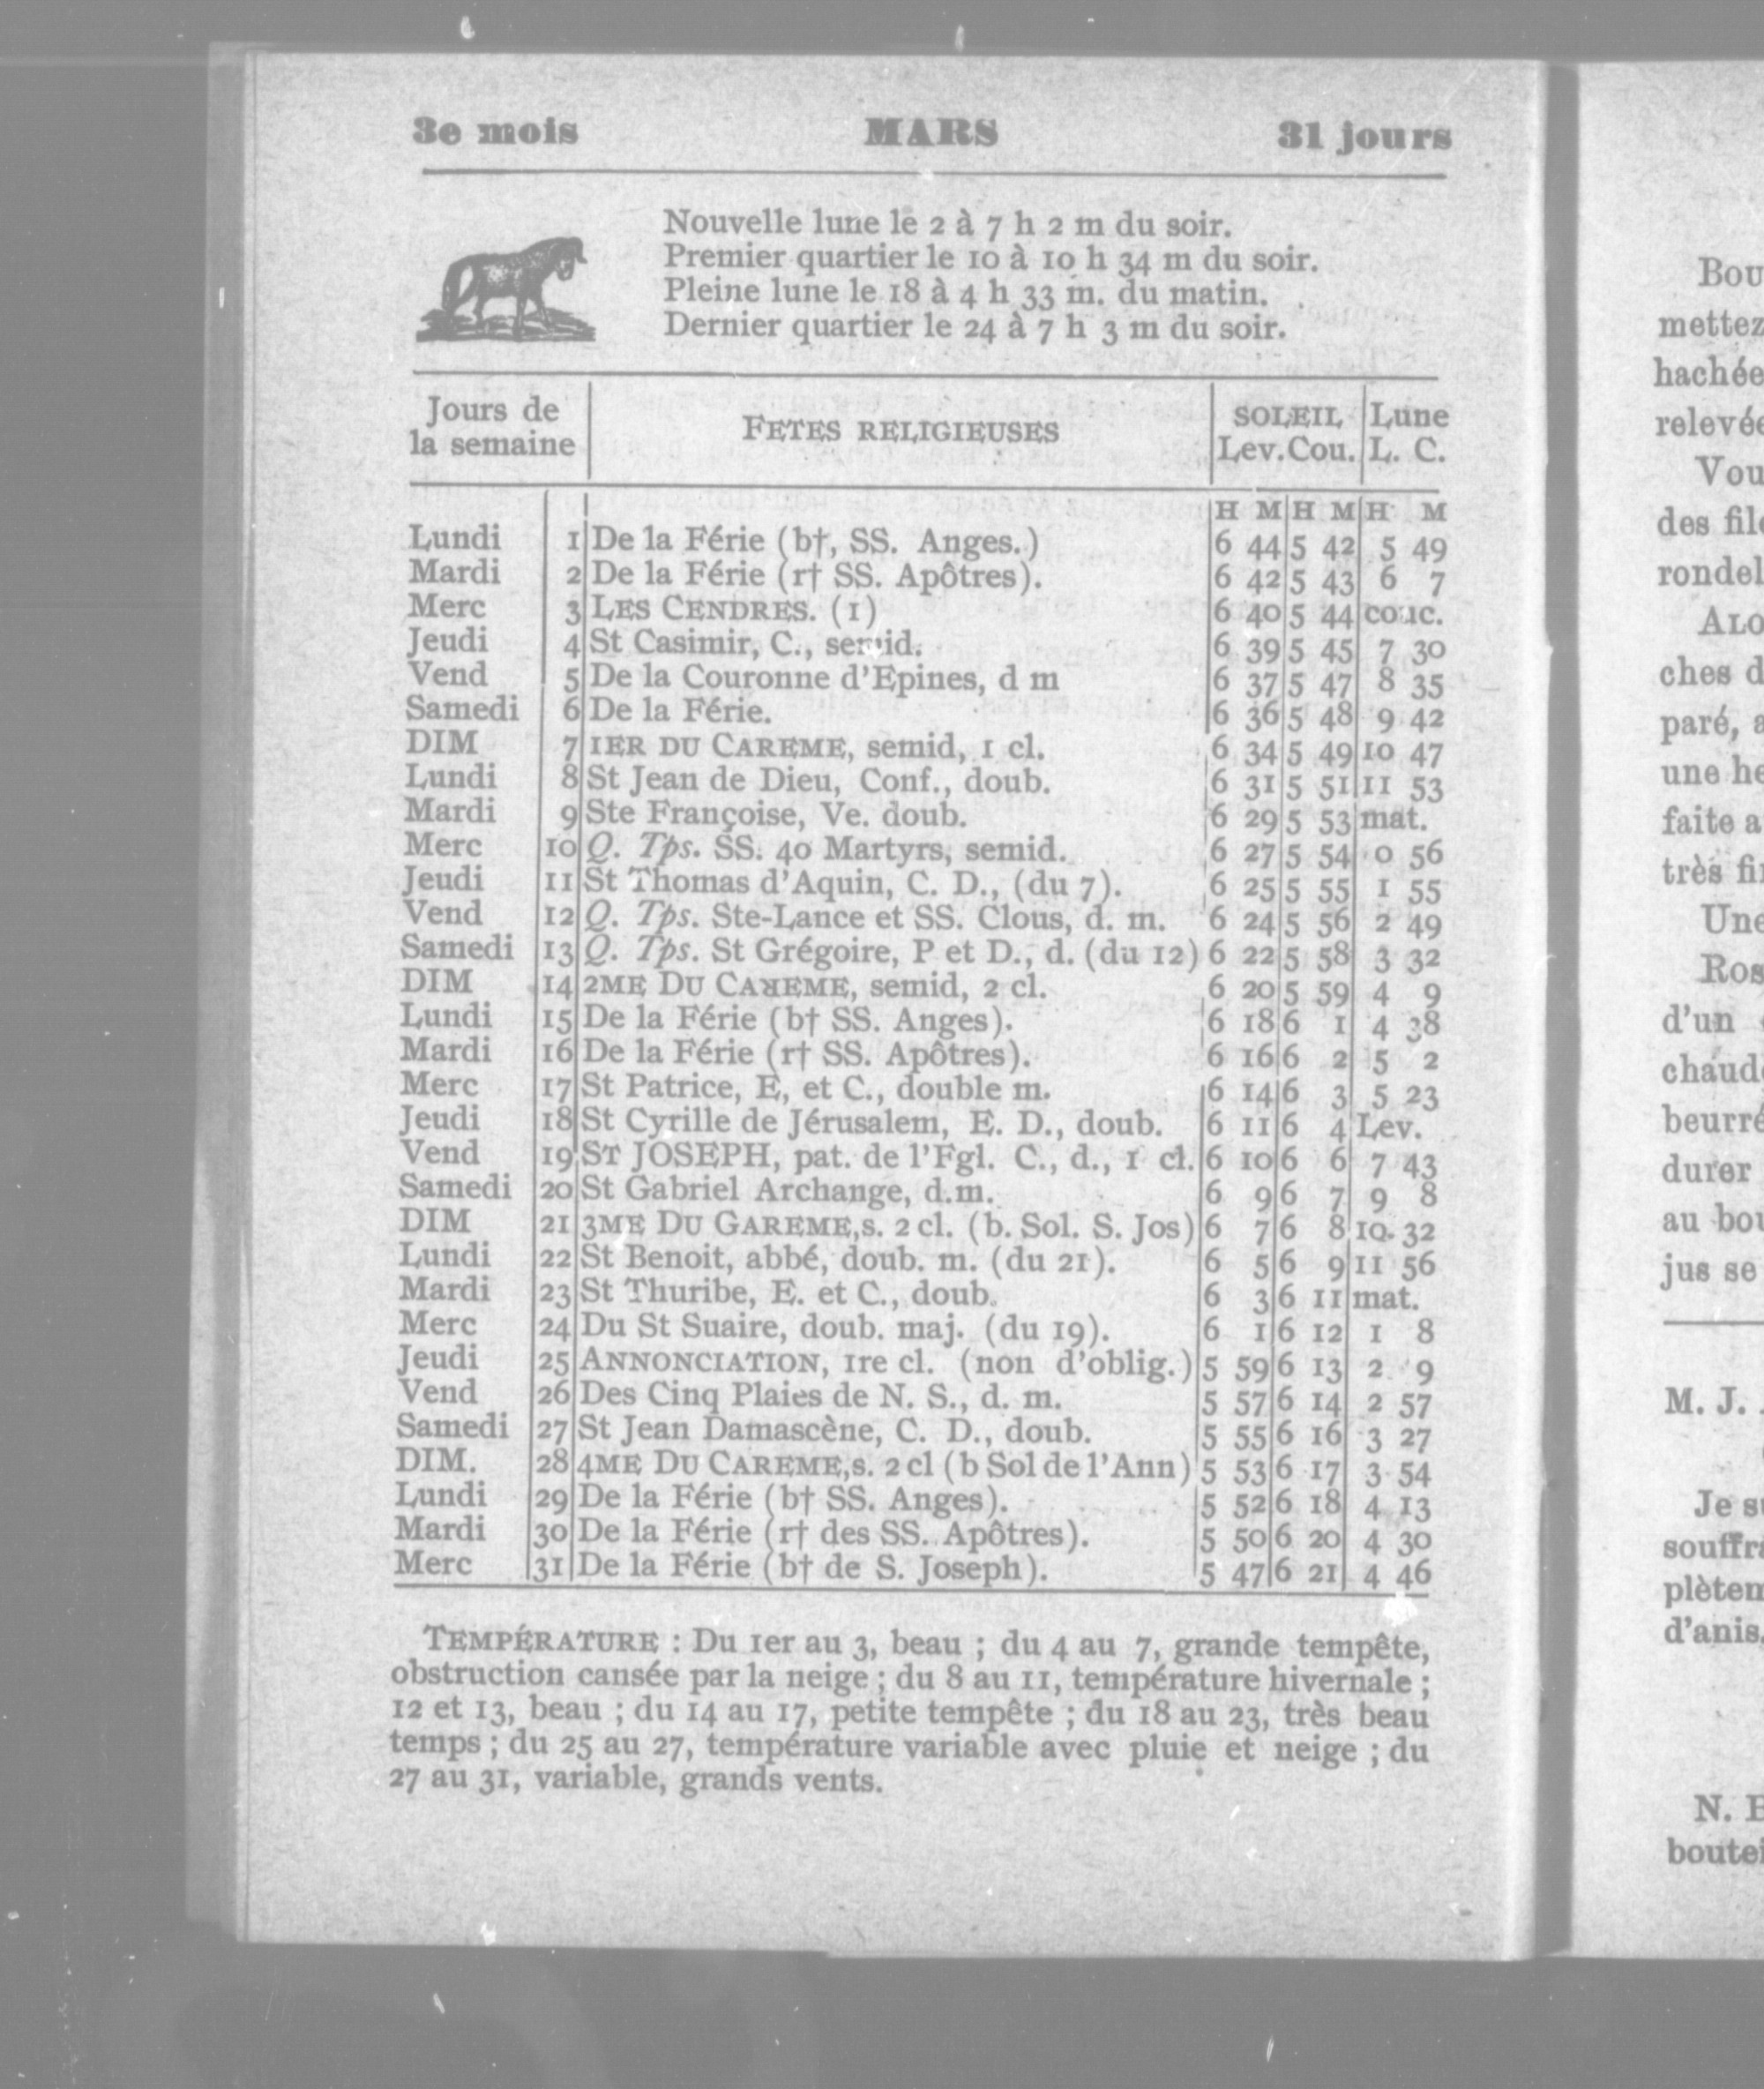 3e mois MARS 31 jours
Nouvelle lune le 2 à 7 h 2 m du soir.
Premier quartier le 10 à 10 h 34 m du soir.
Pleine lune le 18 à 4 h 33 m. du matin.
Dernier quartier le 24 à 7 h 3 m du soir.
Jours de la semaine FETES RELIGIEUSES SOLEIL Lune
Lev. Cou. L. C.
H M H M H M
Lundi 1 De la Férie (b†, SS. Anges.) 6 44 5 42 5 49
Mardi 2 De la Férie (r† SS. Apôtres). 6 42 5 43 6 7
Merc 3 LES CENDRES. (1) 6 40 5 44 couc.
Jeudi 4 St Casimir, C., semid. 6 39 5 45 7 30
Vend 5 De la Couronne d'Epines, d m 6 37 5 47 8 35
Samedi 6 De la Férie. 6 36 5 48 9 42
DIM 7 1ER DU CAREME, semid, 1 cl. 6 34 5 49 10 47
Lundi 8 St Jean de Dieu, Conf., doub. 6 31 5 51 11 53
Mardi 9 Ste Françoise, Ve. doub. 6 29 5 53 mat.
Merc 10 Q. Tps. SS. 40 Martyrs, semid. 6 27 5 54 0 56
Jeudi 11 St Thomas d'Aquin, C. D., (du 7). 6 25 5 55 1 55
Vend 12 Q. Tps. Ste-Lance et SS. Clous, d. m. 6 24 5 56 2 49
Samedi 13 Q. Tps. St Grégoire, P et D., d. (du 12) 6 22 5 58 3 32
DIM 14 2ME DU CAREME, semid, 2 cl. 6 20 5 59 4 9
Lundi 15 De la Férie (b† SS. Anges). 6 18 6 1 4 38
Mardi 16 De la Férie (r† SS. Apôtres). 6 16 6 2 5 2
Merc 17 St Patrice, E, et C., double m. 6 14 6 3 5 23
Jeudi 18 St Cyrille de Jérusalem, E. D., doub. 6 11 6 4 Lev.
Vend 19 ST JOSEPH, pat. de l'Fgl. C., d., 1 cl. 6 10 6 6 7 43
Samedi 20 St Gabriel Archange, d.m. 6 9 6 7 9 8
DIM 21 3ME DU GAREME,s. 2 cl. (b. Sol. S. Jos) 6 7 6 8 10 32
Lundi 22 St Benoit, abbé, doub. m. (du 21). 6 5 6 9 11 56
Mardi 23 St Thuribe, E. et C., doub. 6 3 6 11 mat.
Merc 24 Du St Suaire, doub. maj. (du 19). 6 1 6 12 1 8
Jeudi 25 ANNONCIATION, 1re cl. (non d'oblig.) 5 59 6 13 2 9
Vend 26 Des Cinq Plaies de N. S., d. m. 5 57 6 14 2 57
Samedi 27 St Jean Damascène, C. D., doub. 5 55 6 16 3 27
DIM. 28 4ME DU CAREME,s. 2 cl (b Sol de l'Ann) 5 53 6 17 3 54
Lundi 29 De la Férie (b† SS. Anges). 5 52 6 18 4 13
Mardi 30 De la Férie (r† des SS. Apôtres). 5 50 6 20 4 30
Merc 31 De la Férie (b† de S. Joseph). 5 47 6 21 4 46
TEMPÉRATURE : Du 1er au 3, beau ; du 4 au 7, grande tempête,
obstruction cansée par la neige ; du 8 au 11, température hivernale ;
12 et 13, beau ; du 14 au 17, petite tempête ; du 18 au 23, très beau
temps ; du 25 au 27, température variable avec pluie et neige ; du
27 au 31, variable, grands vents.
mettez
hachée
Vou
des
d'un
durer
jus se
M. J.
Je
d'anis.